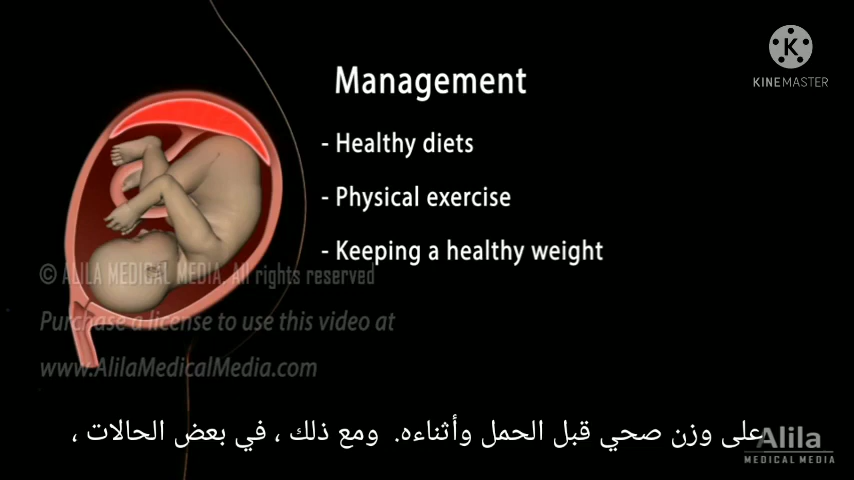 K
KINEMASTER
Management
- Healthy diets
- Physical exercise
- Keeping a healthy weight
© ALILA MEDICAL MEDIA, All rights reserved
Purchase a license to use this video at
www.AlilaMedicalMedia.com
على وزن صحي قبل الحمل وأثناءه. ومع ذلك ، في بعض الحالات ،
Alila
MEDICAL MEDIA